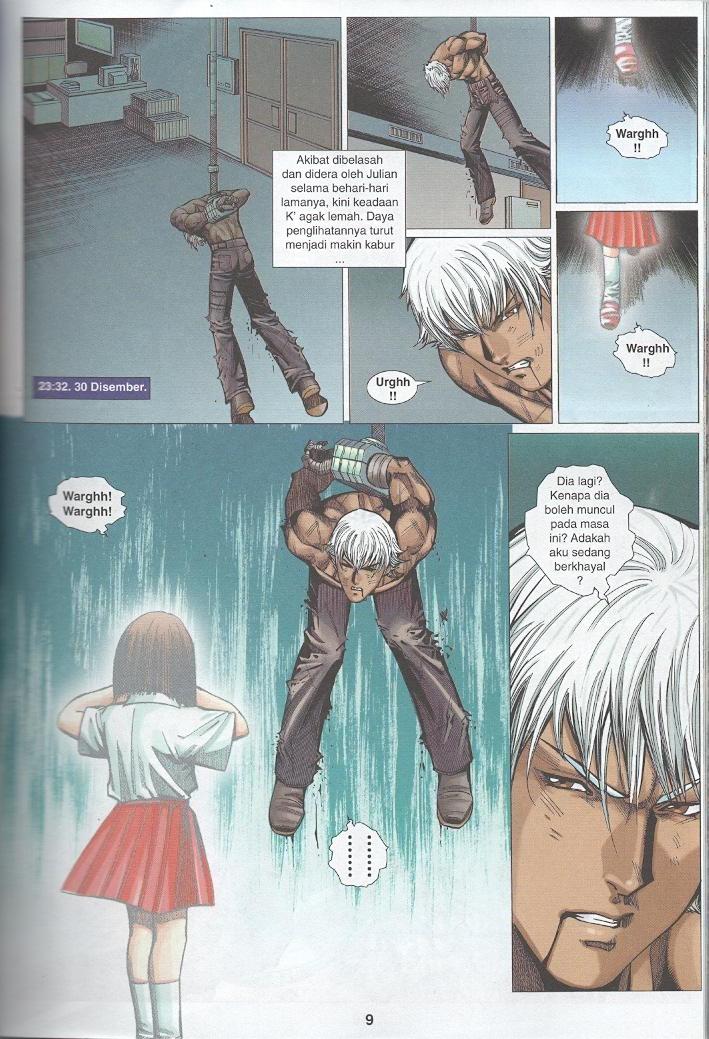 Akibat dibelasah
dan didera oleh Julian
selama behari-hari
lamanya, kini keadaan
K' agak lemah. Daya
penglihatannya turut
menjadi makin kabur
...
23:32. 30 Disember.
Urghh
!!
Warghh
!!
Warghh
!!
Warghh!
Warghh!
Dia lagi?
Kenapa dia
boleh muncul
pada masa
ini? Adakah
aku sedang
berkhayal
?
9